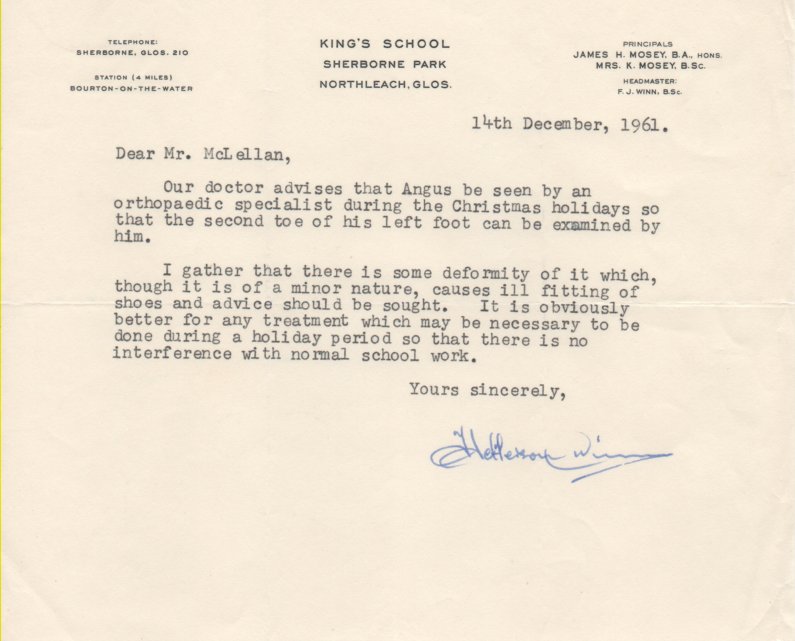 TELEPHONE:
SHERBORNE, GLOS. 210
STATION (4 MILES)
BOURTON-ON-THE-WATER
KING'S SCHOOL
SHERBORNE PARK
NORTHLEACH, GLOS.
PRINCIPALS
JAMES H. MOSEY, B.A., HONS.
MRS. K. MOSEY, B.Sc.
HEADMASTER:
F. J. WINN, B.Sc.
14th December, 1961.
Dear Mr. McLellan,
Our doctor advises that Angus be seen by an
orthopaedic specialist during the Christmas holidays so
that the second toe of his left foot can be examined by
him.
I gather that there is some deformity of it which,
though it is of a minor nature, causes ill fitting of
shoes and advice should be sought. It is obviously
better for any treatment which may be necessary to be
done during a holiday period so that there is no
interference with normal school work.
Yours sincerely,
Winn